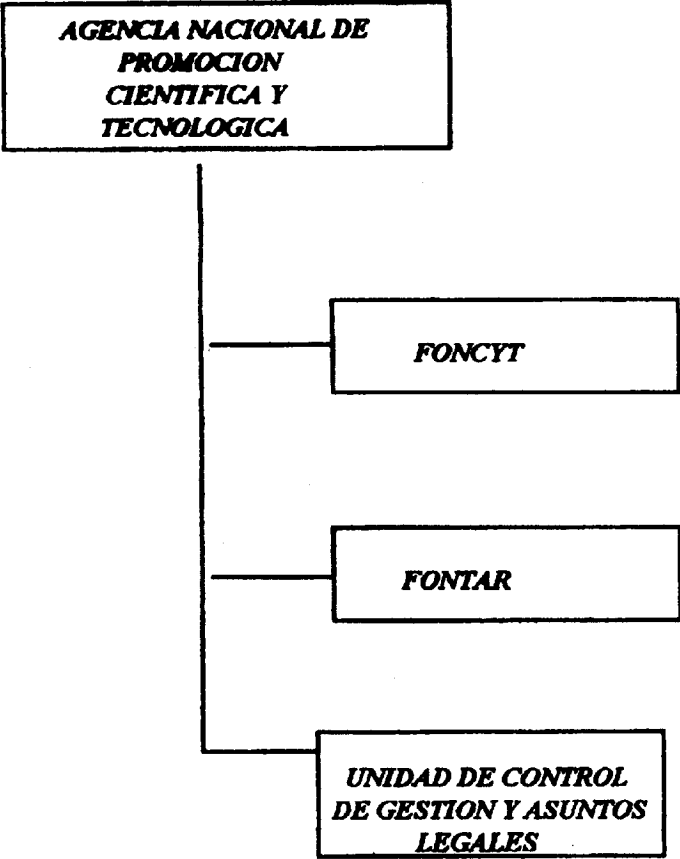 AGENCIA NACIONAL DE
PROMOCION
CIENTIFICA Y
TECNOLOGICA
FONCYT
FONTAR
UNIDAD DE CONTROL
DE GESTION Y ASUNTOS
LEGALES